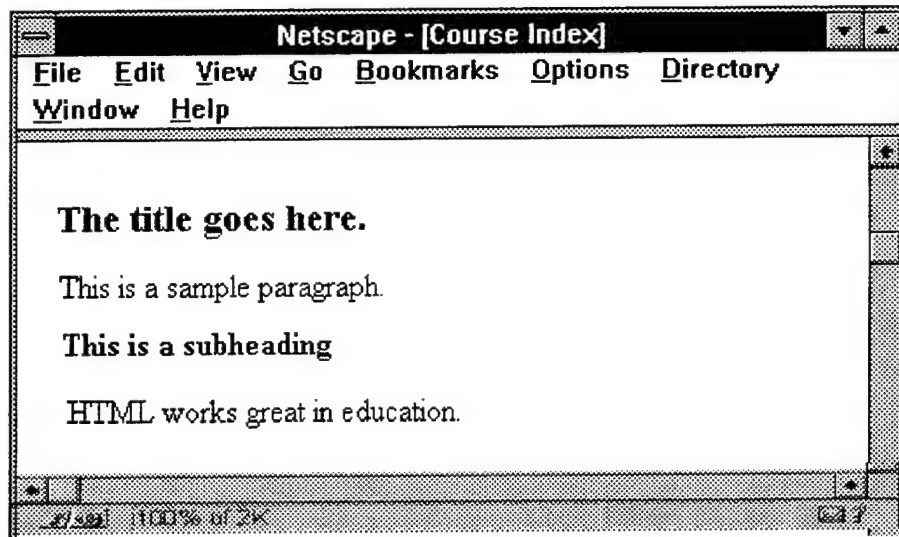 Netscape - [Course Index]
File Edit View Go Bookmarks Options Directory
Window Help
The title goes here.
This is a sample paragraph.
This is a subheading
HTML works great in education.
100% of 2K